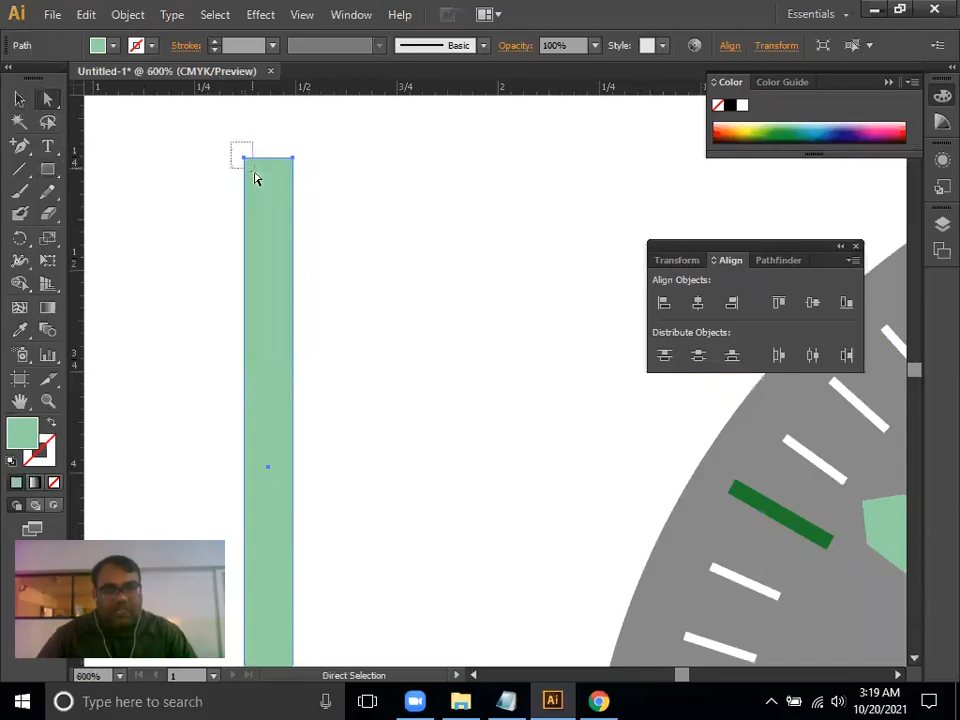 Ai File Edit Object Type Select Effect View Window Help Essentials
Path Stroke: Basic Opacity: 100% Style: Align Transform
Untitled-1* @ 600% (CMYK/Preview) ×
1 1/4 1/2 3/4 2 1/4
Color Color Guide
Transform Align Pathfinder
Align Objects:
Distribute Objects:
600% 1 Direct Selection
Type here to search Ai 3:19 AM
10/20/2021